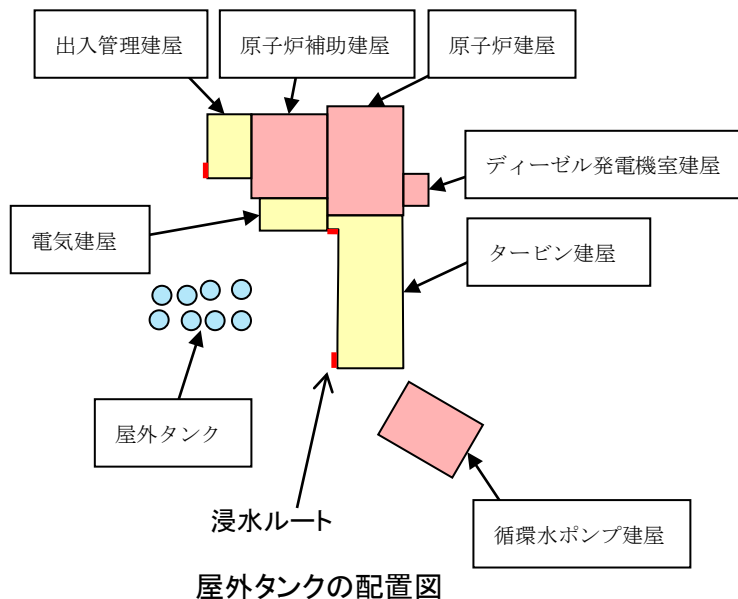 出入管理建屋
原子炉補助建屋
原子炉建屋
ディーゼル発電機室建屋
電気建屋
タービン建屋
屋外タンク
浸水ルート
循環水ポンプ建屋
屋外タンクの配置図